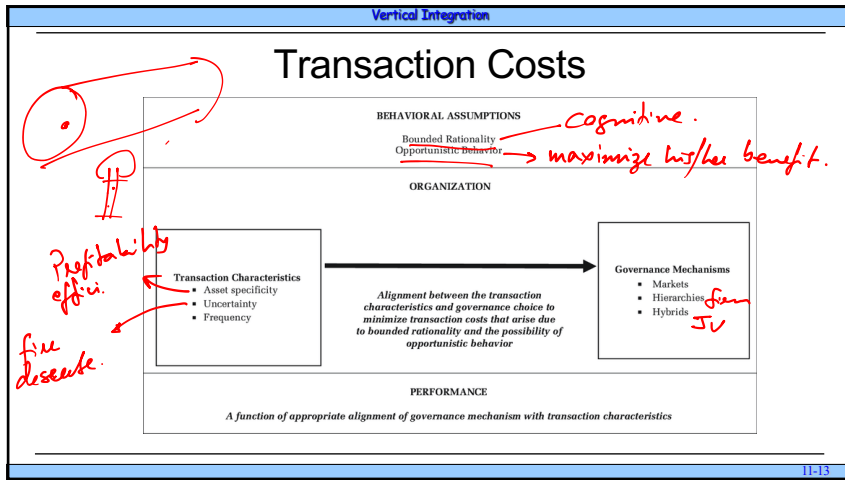 Vertical Integration
Transaction Costs
BEHAVIORAL ASSUMPTIONS
Bounded Rationality
cognitive.
Opportunistic Behavior
maximize his/her benefit.
ORGANIZATION
Profitability
effici.
fire
disease.
Transaction Characteristics
▪ Asset specificity
▪ Uncertainty
▪ Frequency
Alignment between the transaction
characteristics and governance choice to
minimize transaction costs that arise due
to bounded rationality and the possibility of
opportunistic behavior
Governance Mechanisms
▪ Markets
▪ Hierarchies firm
▪ Hybrids JV
PERFORMANCE
A function of appropriate alignment of governance mechanism with transaction characteristics
11-13